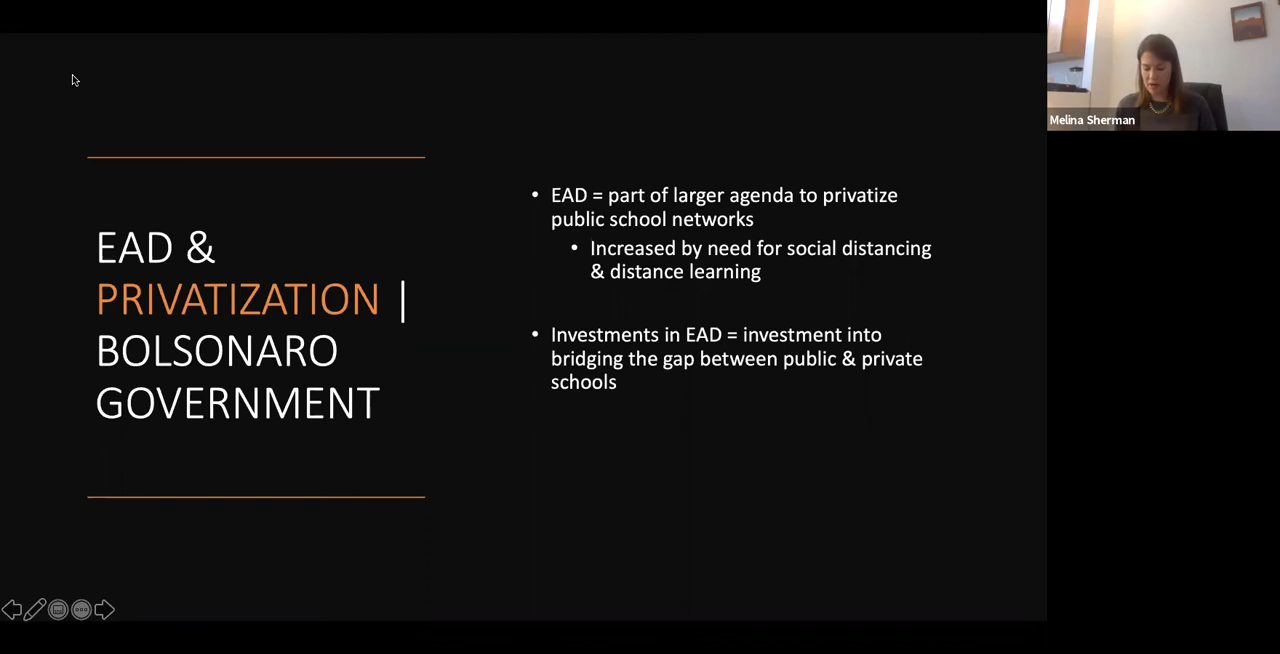 EAD &
PRIVATIZATION |
BOLSONARO
GOVERNMENT
• EAD = part of larger agenda to privatize
public school networks
• Increased by need for social distancing
& distance learning
• Investments in EAD = investment into
bridging the gap between public & private
schools
Melina Sherman